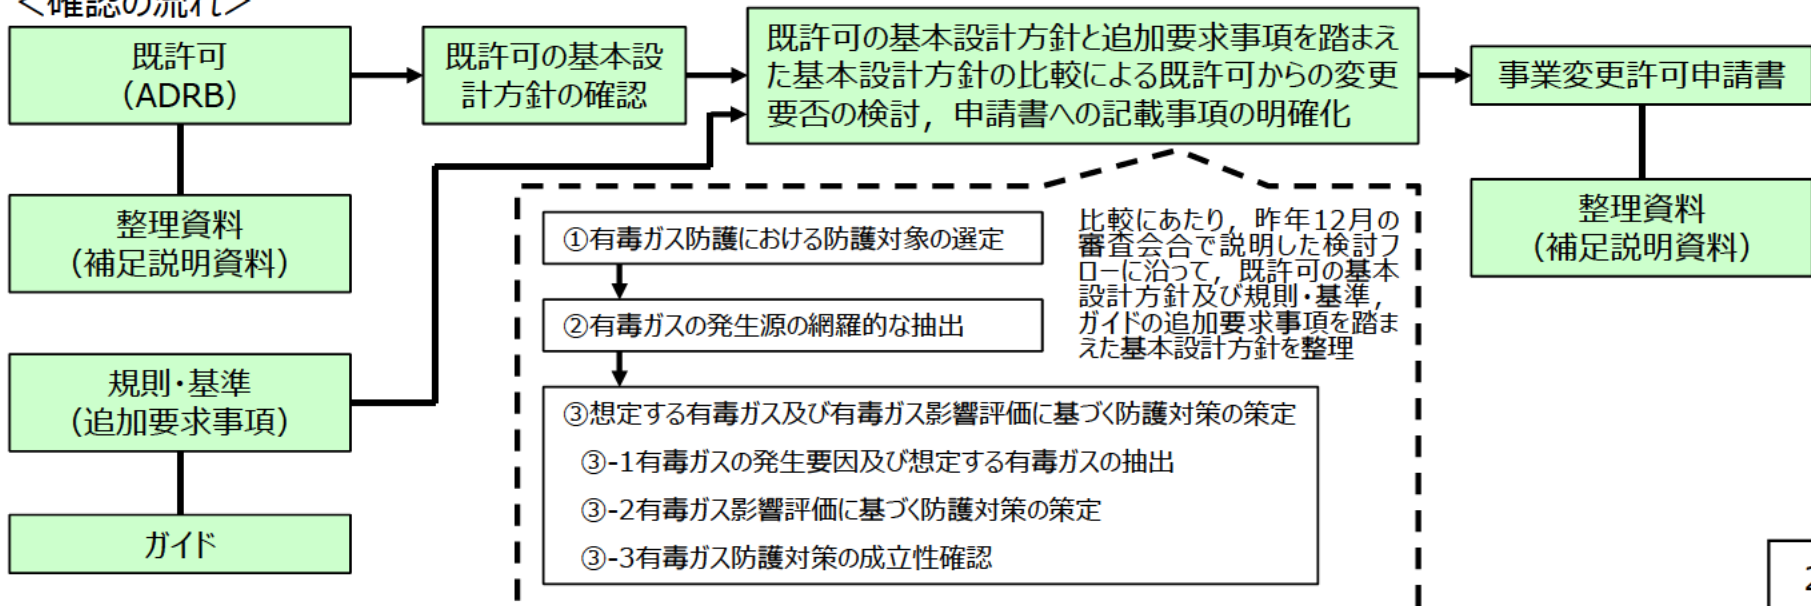 <確認の流れ>
既許可
(ADRB)
既許可の基本設
計方針の確認
既許可の基本設計方針と追加要求事項を踏まえ
た基本設計方針の比較による既許可からの変更
要否の検討，申請書への記載事項の明確化
事業変更許可申請書
整理資料
（補足説明資料）
整理資料
（補足説明資料）
規則・基準
（追加要求事項）
ガイド
①有毒ガス防護における防護対象の選定
②有毒ガスの発生源の網羅的な抽出
③想定する有毒ガス及び有毒ガス影響評価に基づく防護対策の策定
③-1有毒ガスの発生要因及び想定する有毒ガスの抽出
③-2有毒ガス影響評価に基づく防護対策の策定
③-3有毒ガス防護対策の成立性確認
比較にあたり，昨年12月の
審査会合で説明した検討フ
ローに沿って，既許可の基本
設計方針及び規則・基準，
ガイドの追加要求事項を踏ま
えた基本設計方針を整理
2